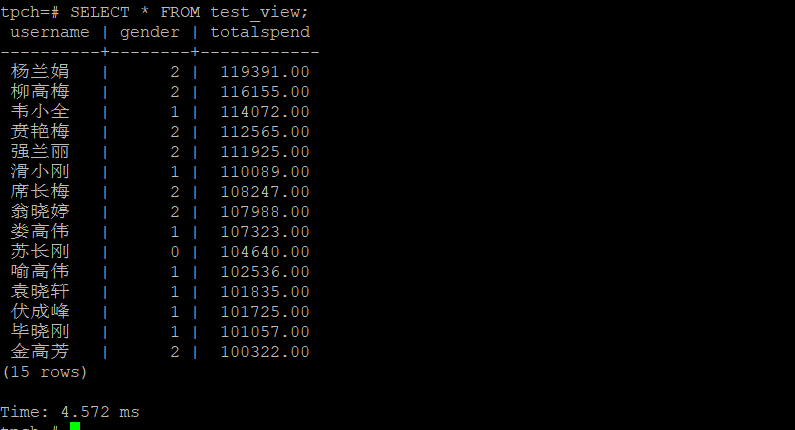 tpch=# SELECT * FROM test_view;
 username | gender | totalspend
----------+--------+------------
 杨兰娟   |      2 |  119391.00
 柳高梅   |      2 |  116155.00
 韦小全   |      1 |  114072.00
 贲艳梅   |      2 |  112565.00
 强兰丽   |      2 |  111925.00
 滑小刚   |      1 |  110089.00
 席长梅   |      2 |  108247.00
 翁晓婷   |      2 |  107988.00
 娄高伟   |      1 |  107323.00
 苏长刚   |      0 |  104640.00
 喻高伟   |      1 |  102536.00
 袁晓轩   |      1 |  101835.00
 伏成峰   |      1 |  101725.00
 毕晓刚   |      1 |  101057.00
 金高芳   |      2 |  100322.00
(15 rows)
Time: 4.572 ms
tpch=#